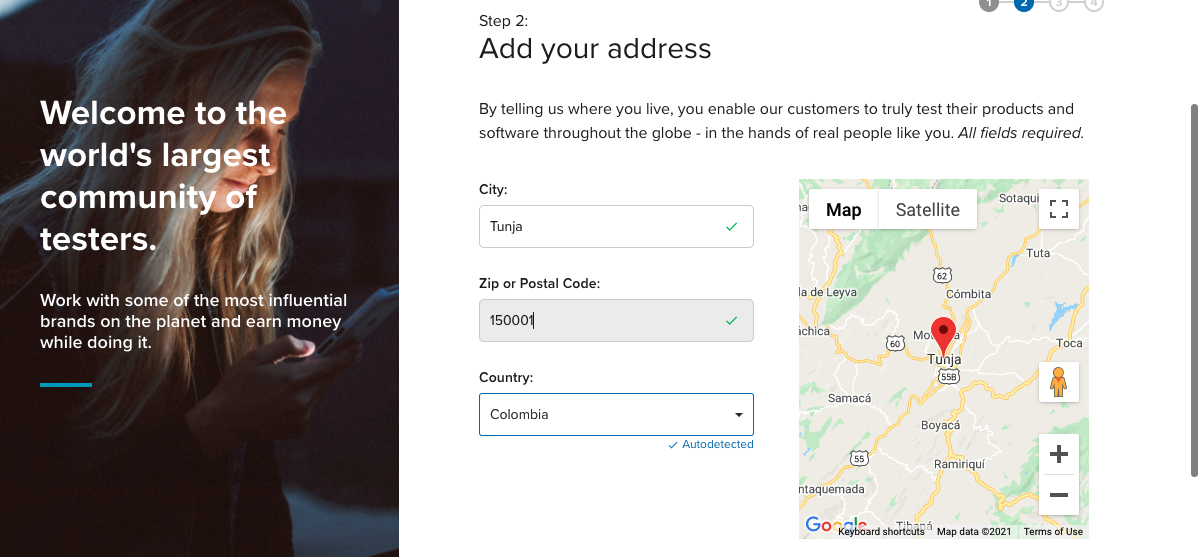 1 2 3 4
Step 2:
Add your address
Welcome to the
world's largest
community of
testers.
Work with some of the most influential
brands on the planet and earn money
while doing it.
By telling us where you live, you enable our customers to truly test their products and
software throughout the globe - in the hands of real people like you. All fields required.
City:
Tunja
Zip or Postal Code:
150001
Country:
Colombia
Autodetected
Map Satellite
Sotaqui
Tuta
62
la de Leyva
Cómbita
áchica
60
Toca
Tunja
55B
Samacá
Boyacá
55
Ramiriquí
ntaquemada
Tibaná
Google
Keyboard shortcuts Map data ©2021 Terms of Use